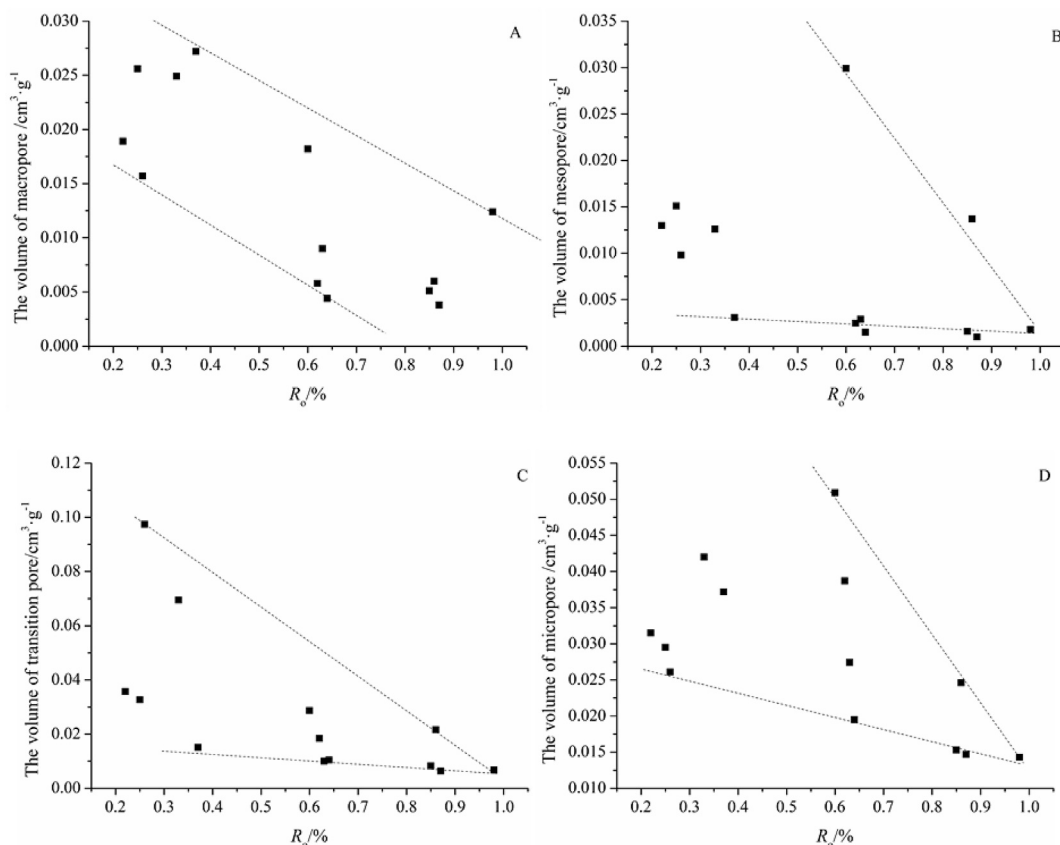 A
The volume of macropore /cm³·g⁻¹
0.030
0.025
0.020
0.015
0.010
0.005
0.000
0.2 0.3 0.4 0.5 0.6 0.7 0.8 0.9 1.0
Rₒ/%
B
The volume of mesopore/cm³·g⁻¹
0.035
0.030
0.025
0.020
0.015
0.010
0.005
0.000
0.2 0.3 0.4 0.5 0.6 0.7 0.8 0.9 1.0
Rₒ/%
C
The volume of transition pore/cm³·g⁻¹
0.12
0.10
0.08
0.06
0.04
0.02
0.00
0.2 0.3 0.4 0.5 0.6 0.7 0.8 0.9 1.0
Rₒ/%
D
The volume of micropore /cm³·g⁻¹
0.055
0.050
0.045
0.040
0.035
0.030
0.025
0.020
0.015
0.010
0.2 0.3 0.4 0.5 0.6 0.7 0.8 0.9 1.0
Rₒ/%